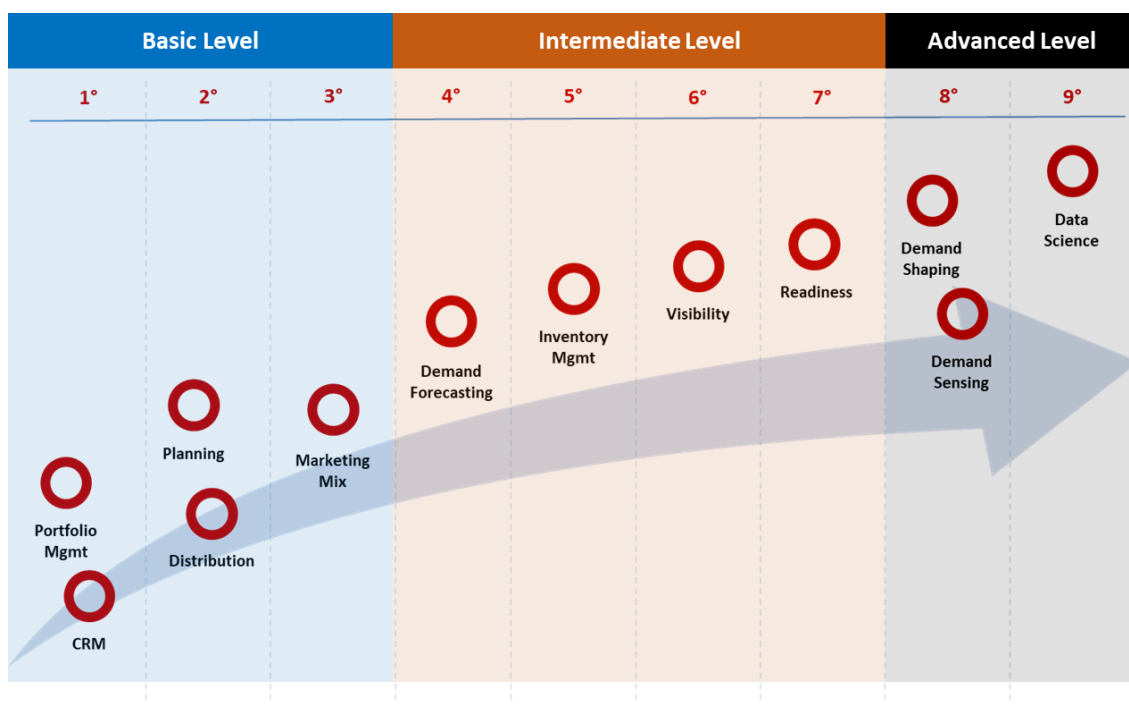 Basic Level
Intermediate Level
Advanced Level
1°
2°
3°
4°
5°
6°
7°
8°
9°
Portfolio
Mgmt
CRM
Planning
Distribution
Marketing
Mix
Demand
Forecasting
Inventory
Mgmt
Visibility
Readiness
Demand
Shaping
Demand
Sensing
Data
Science